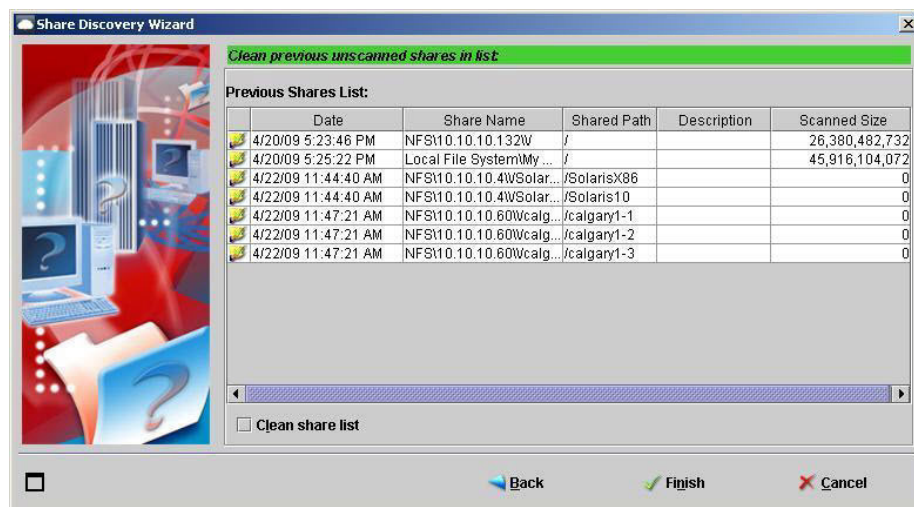 Share Discovery Wizard
Clean previous unscanned shares in list:
Previous Shares List:
Date Share Name Shared Path Description Scanned Size
4/20/09 5:23:46 PM NFS\10.10.10.132\/ / 26,380,482,732
4/20/09 5:25:22 PM Local File System\My ... / 45,916,104,072
4/22/09 11:44:40 AM NFS\10.10.10.4\/Solar... /SolarisX86 0
4/22/09 11:44:40 AM NFS\10.10.10.4\/Solar... /Solaris10 0
4/22/09 11:47:21 AM NFS\10.10.10.60\/calg... /calgary1-1 0
4/22/09 11:47:21 AM NFS\10.10.10.60\/calg... /calgary1-2 0
4/22/09 11:47:21 AM NFS\10.10.10.60\/calg... /calgary1-3 0
Clean share list
Back Finish Cancel